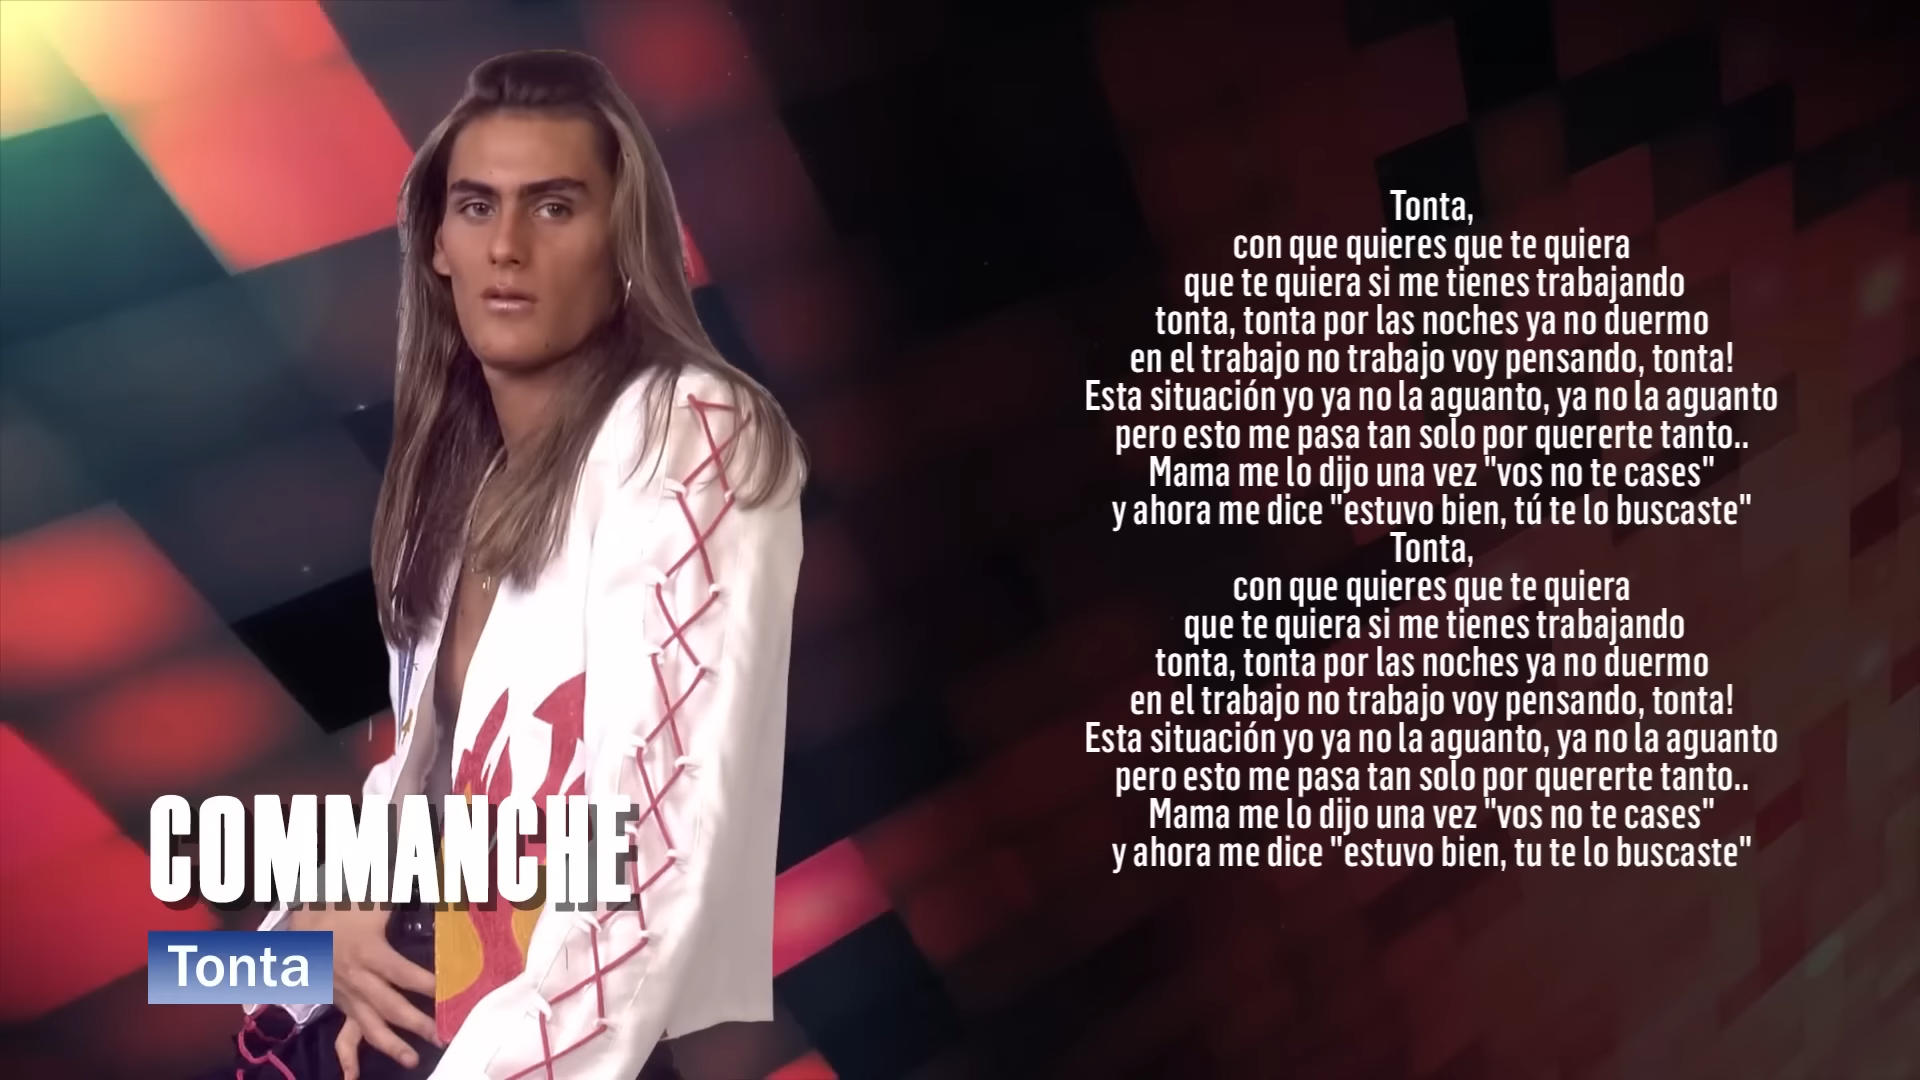 COMMANCHE
Tonta
Tonta,
con que quieres que te quiera
que te quiera si me tienes trabajando
tonta, tonta por las noches ya no duermo
en el trabajo no trabajo voy pensando, tonta!
Esta situación yo ya no la aguanto, ya no la aguanto
pero esto me pasa tan solo por quererte tanto..
Mama me lo dijo una vez "vos no te cases"
y ahora me dice "estuvo bien, tú te lo buscaste"
Tonta,
con que quieres que te quiera
que te quiera si me tienes trabajando
tonta, tonta por las noches ya no duermo
en el trabajo no trabajo voy pensando, tonta!
Esta situación yo ya no la aguanto, ya no la aguanto
pero esto me pasa tan solo por quererte tanto..
Mama me lo dijo una vez "vos no te cases"
y ahora me dice "estuvo bien, tu te lo buscaste"